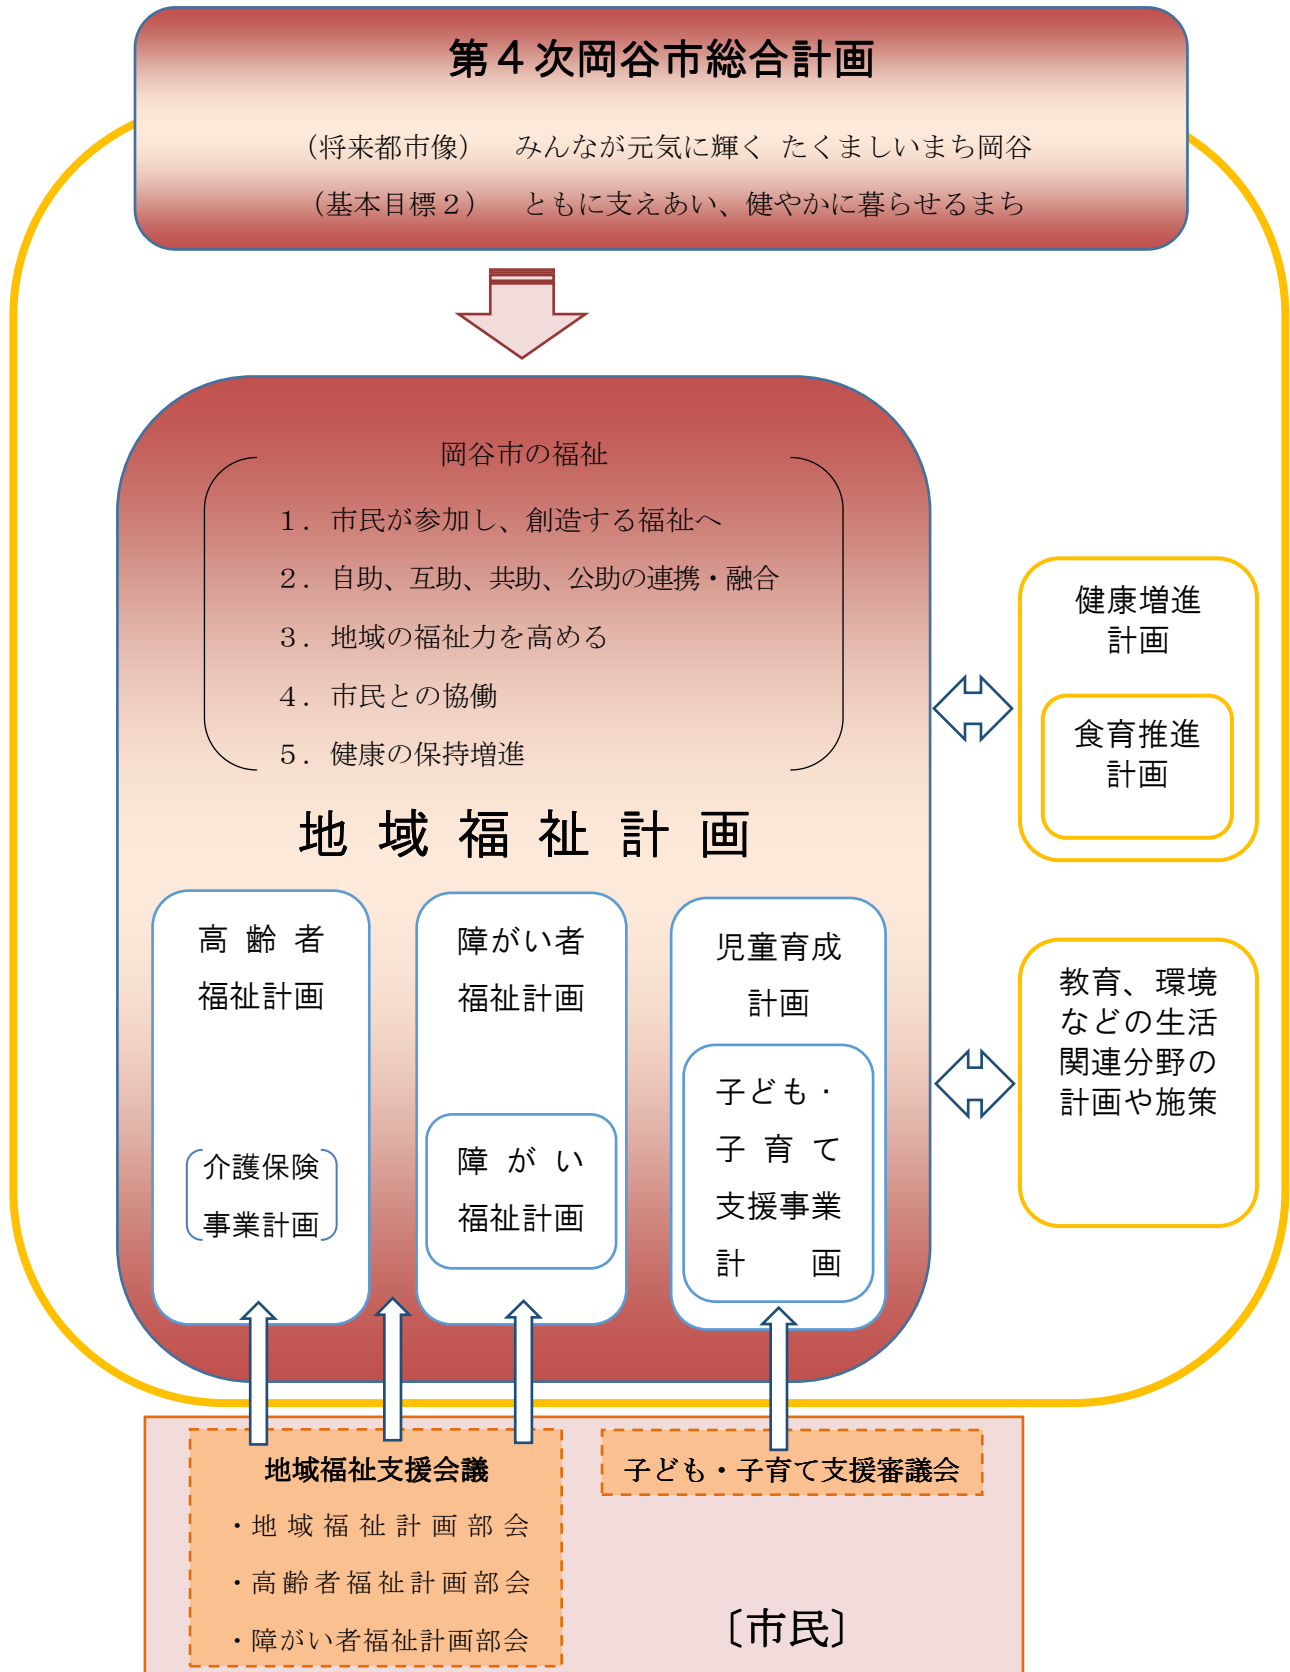 第４次岡谷市総合計画
（将来都市像）　みんなが元気に輝く たくましいまち岡谷
（基本目標２）　ともに支えあい、健やかに暮らせるまち
岡谷市の福祉
１．市民が参加し、創造する福祉へ
２．自助、互助、共助、公助の連携・融合
３．地域の福祉力を高める
４．市民との協働
５．健康の保持増進
地域福祉計画
高齢者
福祉計画
介護保険
事業計画
障がい者
福祉計画
障がい
福祉計画
児童育成
計画
子ども・
子育て
支援事業
計画
健康増進
計画
食育推進
計画
教育、環境
などの生活
関連分野の
計画や施策
地域福祉支援会議
・地域福祉計画部会
・高齢者福祉計画部会
・障がい者福祉計画部会
子ども・子育て支援審議会
〔市民〕